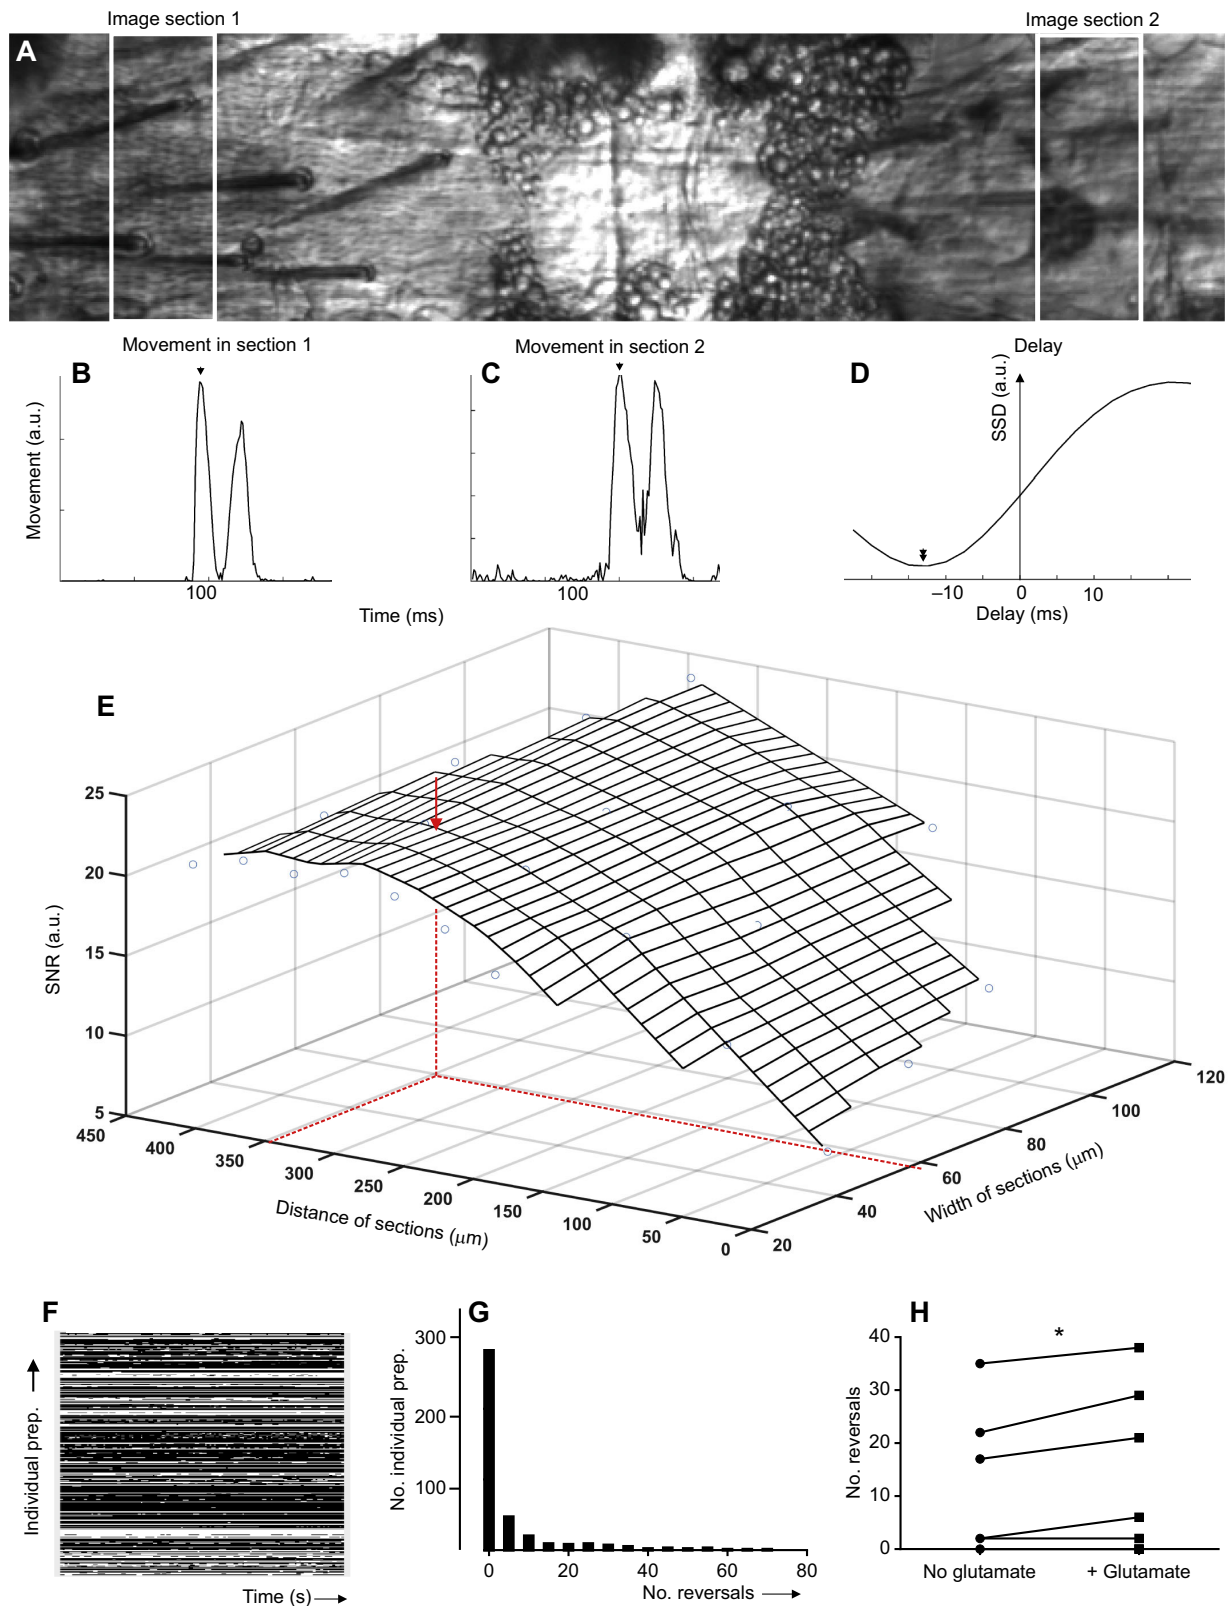 Image section 1
Image section 2
A
Movement in section 1
Movement in section 2
Delay
B
C
D
Movement (a.u.)
SSD (a.u.)
100
100
–10
0
10
Time (ms)
Delay (ms)
E
25
20
15
10
5
SNR (a.u.)
450
400
350
300
250
200
150
100
50
0
Distance of sections (μm)
20
40
60
80
100
120
Width of sections (μm)
F
G
H
Individual prep.
Time (s)
No. individual prep.
300
200
100
0
20
40
60
80
No. reversals
No. reversals
40
30
20
10
0
*
No glutamate
+ Glutamate